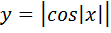 y = |cos|x||